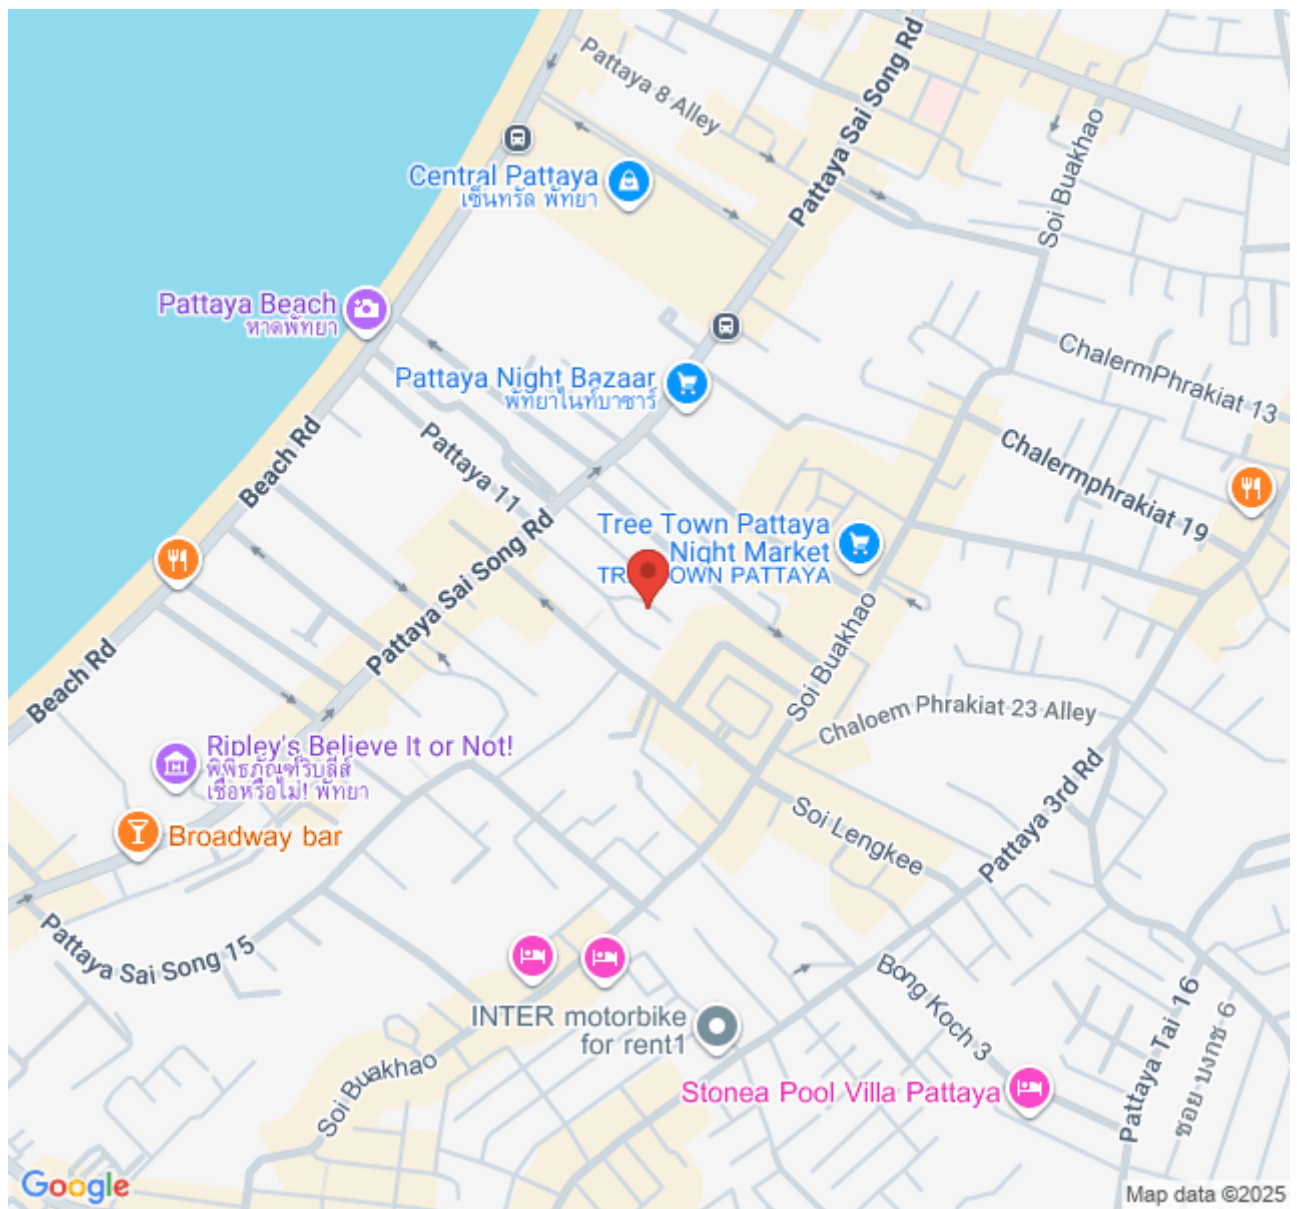 Pattaya 8 Alley
Pattaya Sai Song Rd
Soi Buakhao
Central Pattaya
เซ็นทรัล พัทยา
Pattaya Beach
หาดพัทยา
ChalermPhrakiat 13
Pattaya Night Bazaar
พัทยาไนท์บาซาร์
Beach Rd
Pattaya 11
Chalermphrakiat 19
Pattaya Sai Song Rd
Tree Town Pattaya
Night Market
TREE TOWN PATTAYA
Soi Buakhao
Beach Rd
Chaloem Phrakiat 23 Alley
Ripley's Believe It or Not!
พิพิธภัณฑ์ริบลีส์
เชื่อหรือไม่! พัทยา
Broadway bar
Soi Lengkee
Pattaya 3rd Rd
Pattaya Sai Song 15
Bong Koch 3
Pattaya Tai 16
ซอย บงกช 6
INTER motorbike
for rent1
Soi Buakhao
Stonea Pool Villa Pattaya
Google
Map data ©2025